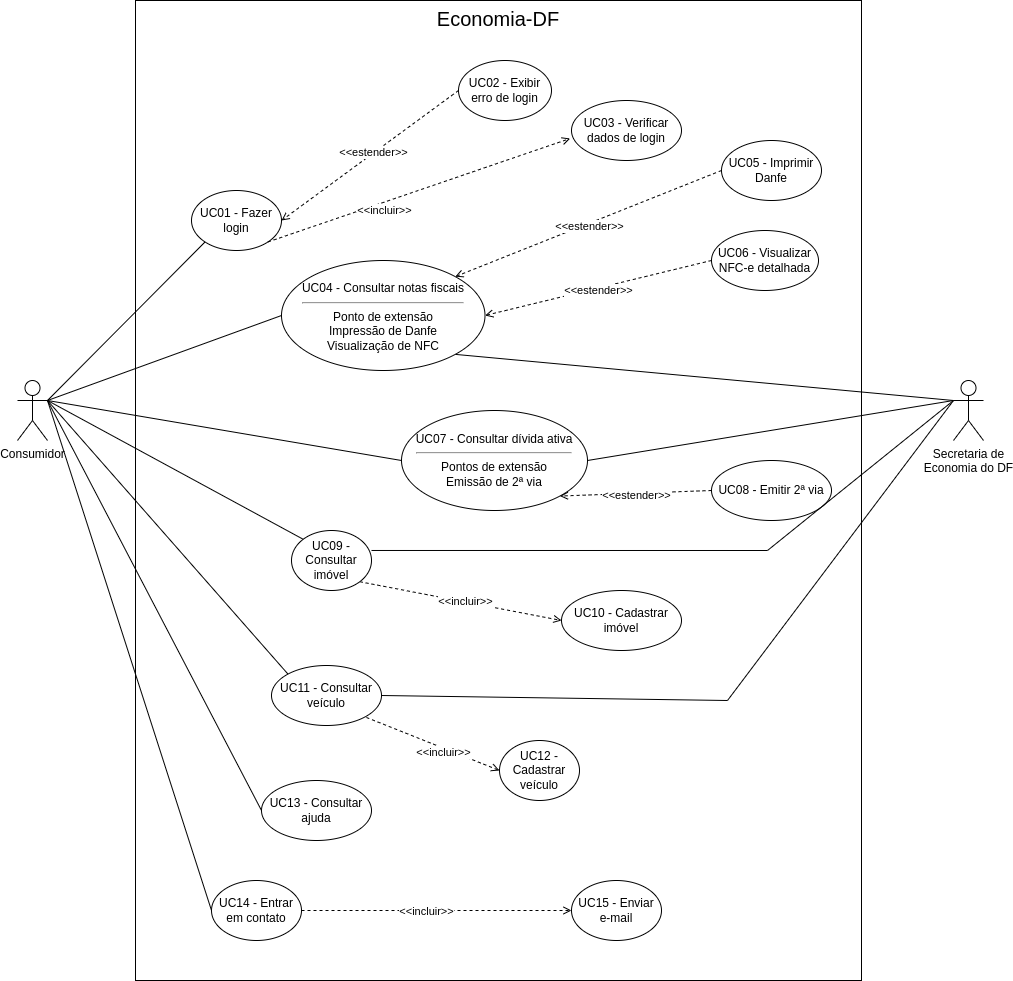 Economia-DF
UC02 - Exibir
erro de login
UC03 - Verificar
dados de login
<<estender>>
UC05 - Imprimir
Danfe
UC01 - Fazer
login
<<incluir>>
<<estender>>
UC06 - Visualizar
NFC-e detalhada
UC04 - Consultar notas fiscais
<<estender>>
Ponto de extensão
Impressão de Danfe
Visualização de NFC
Consumidor
Secretaria de
Economia do DF
UC07 - Consultar dívida ativa
Pontos de extensão
Emissão de 2ª via
<<estender>>
UC08 - Emitir 2ª via
UC09 -
Consultar
imóvel
<<incluir>>
UC10 - Cadastrar
imóvel
UC11 - Consultar
veículo
<<incluir>>
UC12 -
Cadastrar
veículo
UC13 - Consultar
ajuda
UC14 - Entrar
em contato
<<incluir>>
UC15 - Enviar
e-mail